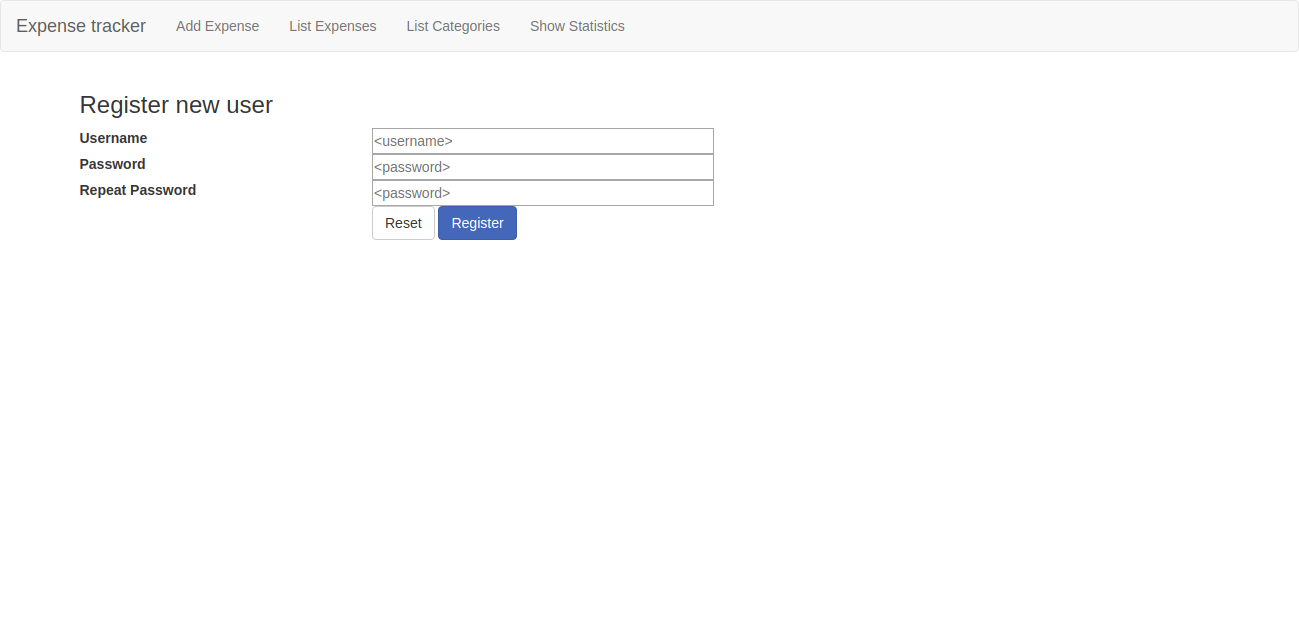 Expense tracker Add Expense List Expenses List Categories Show Statistics
Register new user
Username <username>
Password <password>
Repeat Password <password>
Reset Register